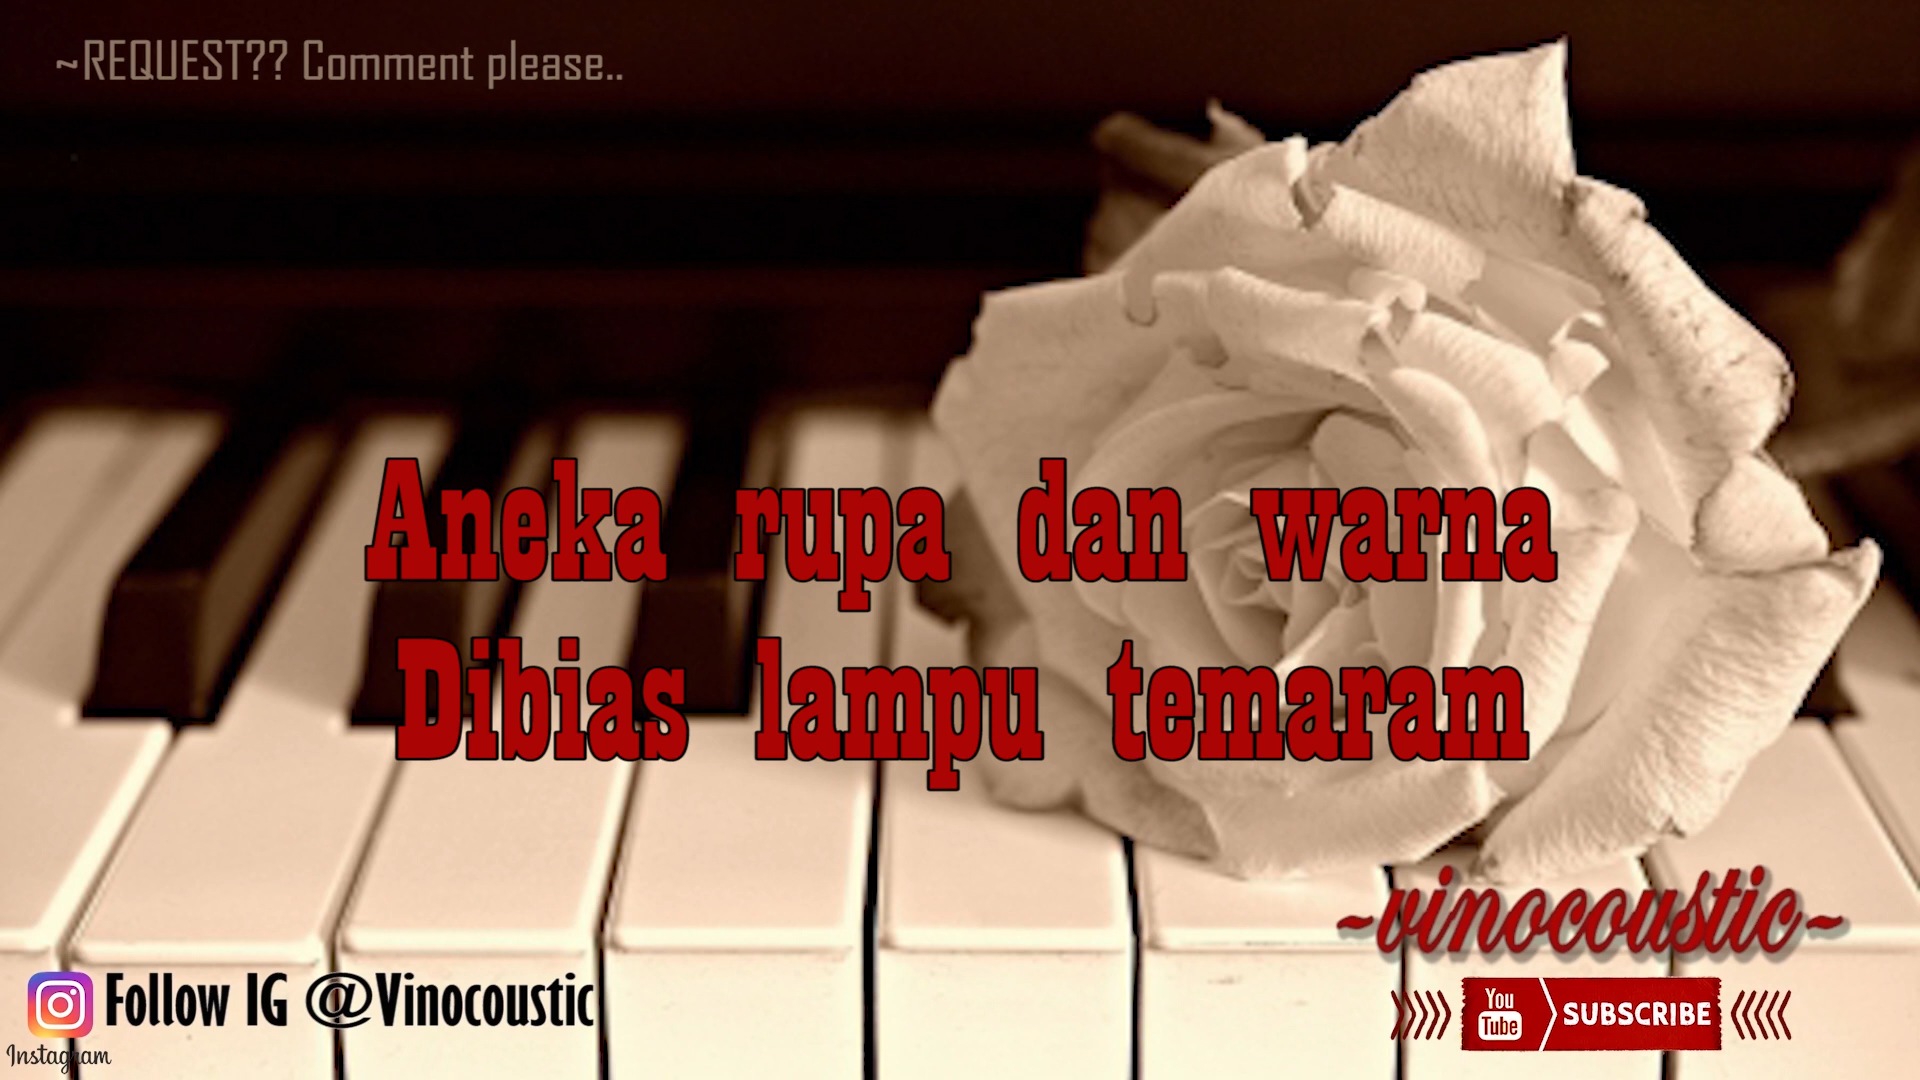 ~REQUEST?? Comment please..
Aneka rupa dan warna
Dibias lampu temaram
~vinocoustic~
Follow IG @Vinocoustic
Instagram
You Tube SUBSCRIBE